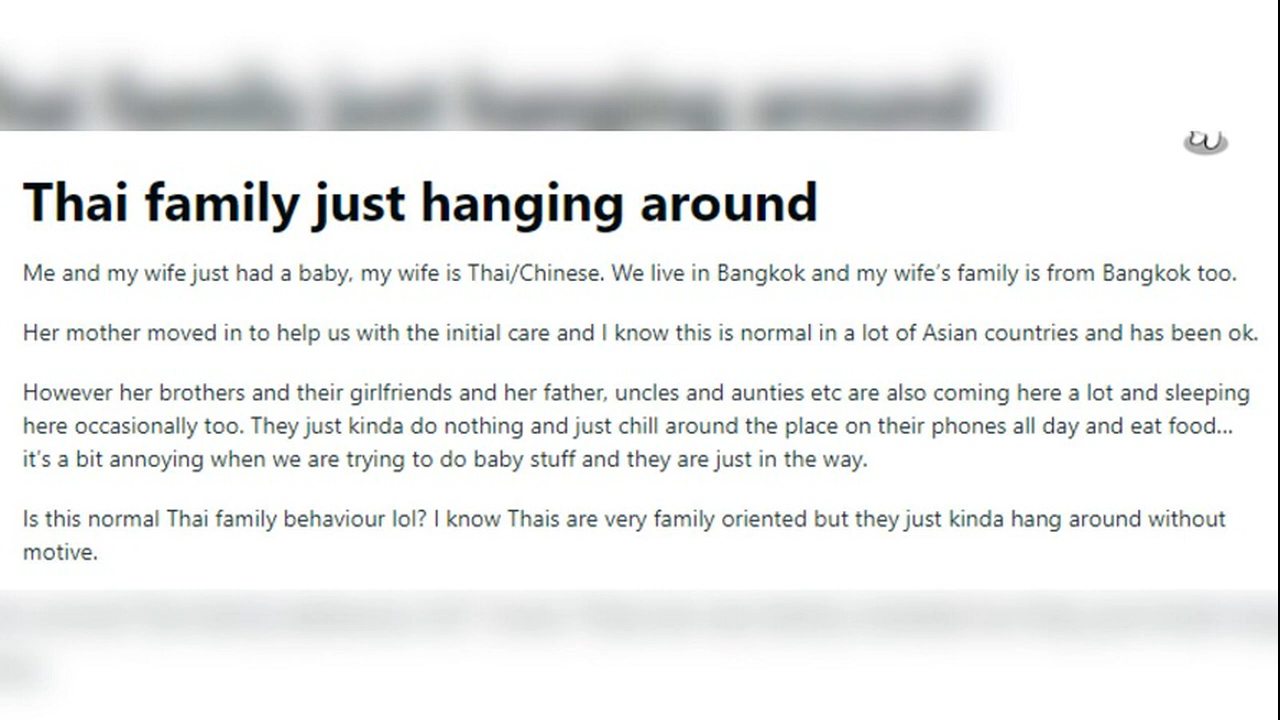 Thai family just hanging around
Me and my wife just had a baby, my wife is Thai/Chinese. We live in Bangkok and my wife's family is from Bangkok too.
Her mother moved in to help us with the initial care and I know this is normal in a lot of Asian countries and has been ok.
However her brothers and their girlfriends and her father, uncles and aunties etc are also coming here a lot and sleeping
here occasionally too. They just kinda do nothing and just chill around the place on their phones all day and eat food...
it's a bit annoying when we are trying to do baby stuff and they are just in the way.
Is this normal Thai family behaviour lol? I know Thais are very family oriented but they just kinda hang around without
motive.